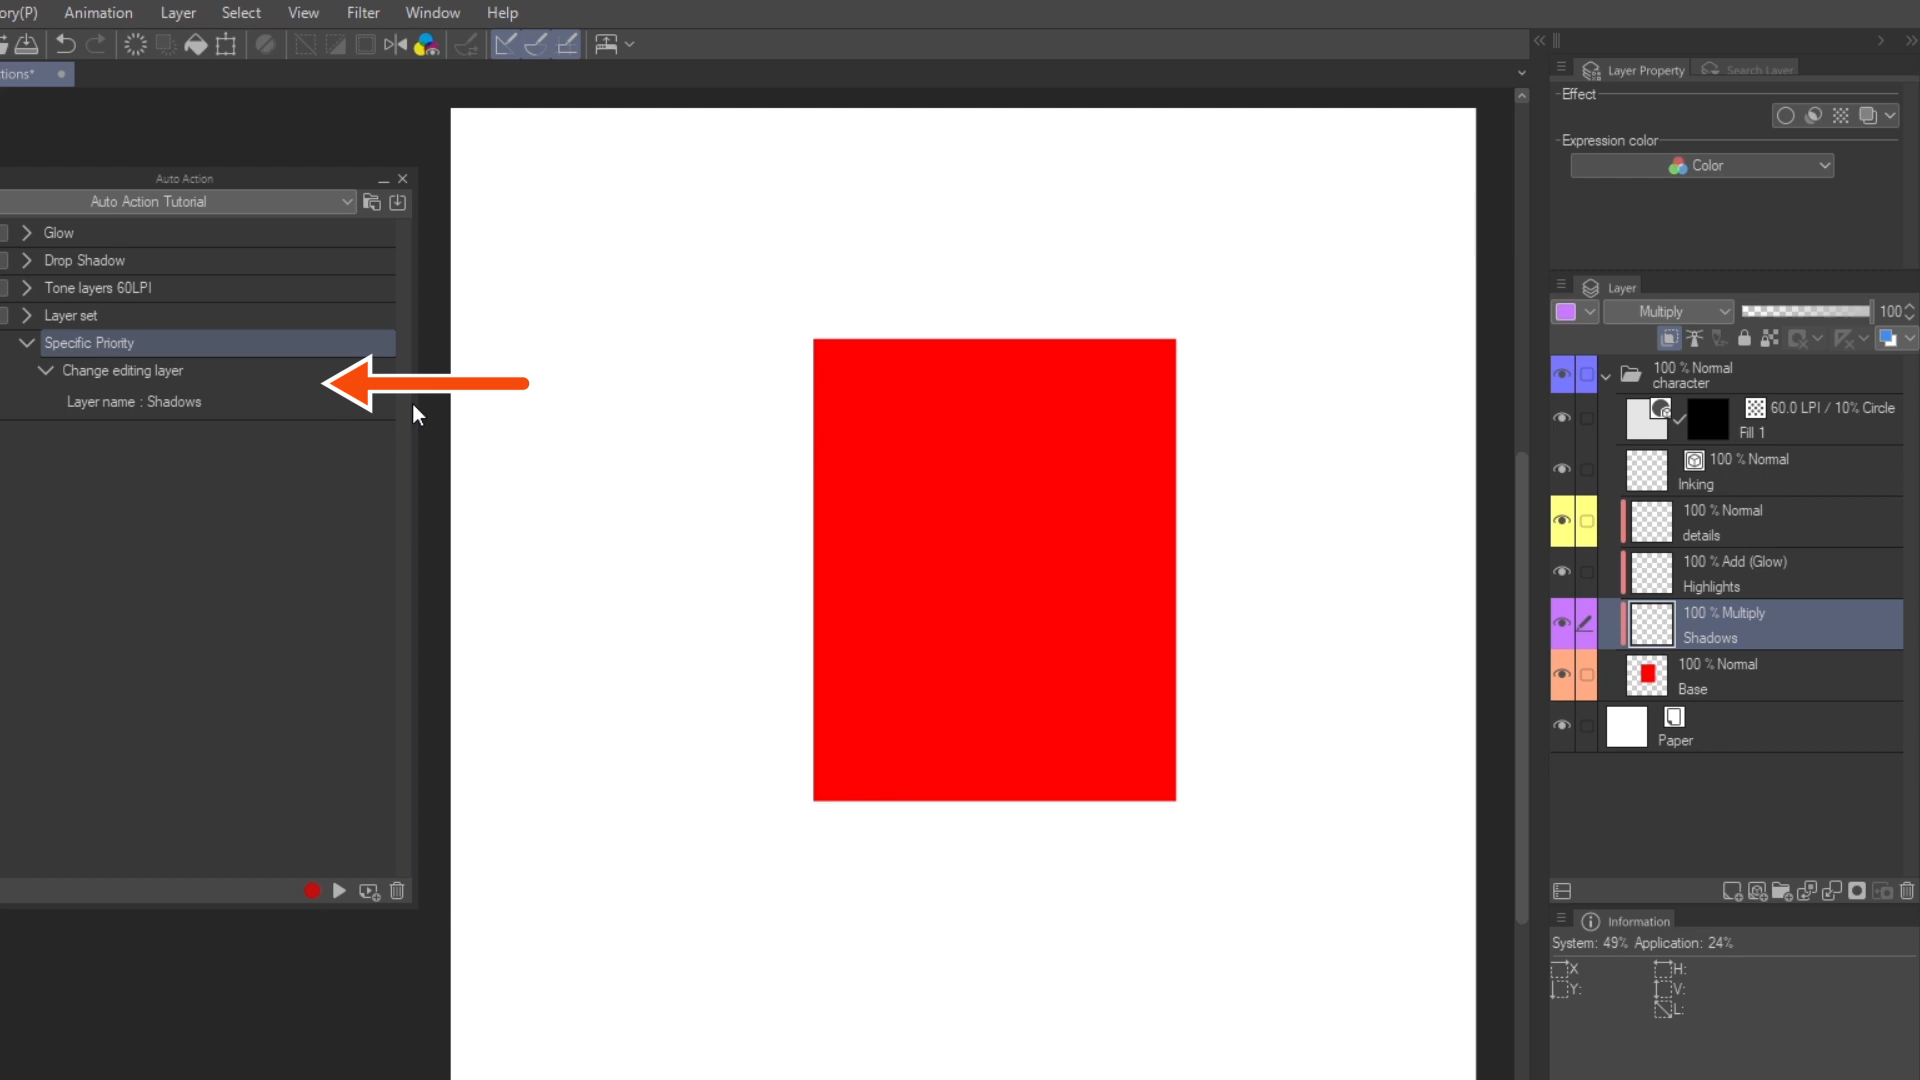 ory(P) Animation Layer Select View Filter Window Help
tions*
Auto Action
Auto Action Tutorial
Glow
Drop Shadow
Tone layers 60LPI
Layer set
Specific Priority
Change editing layer
Layer name : Shadows
Layer Property Search Layer
Effect
Expression color
Color
Layer
Multiply 100
100 % Normal
character
60.0 LPI / 10% Circle
Fill 1
100 % Normal
Inking
100 % Normal
details
100 % Add (Glow)
Highlights
100 % Multiply
Shadows
100 % Normal
Base
Paper
Information
System: 49% Application: 24%
X H:
Y: V:
L: